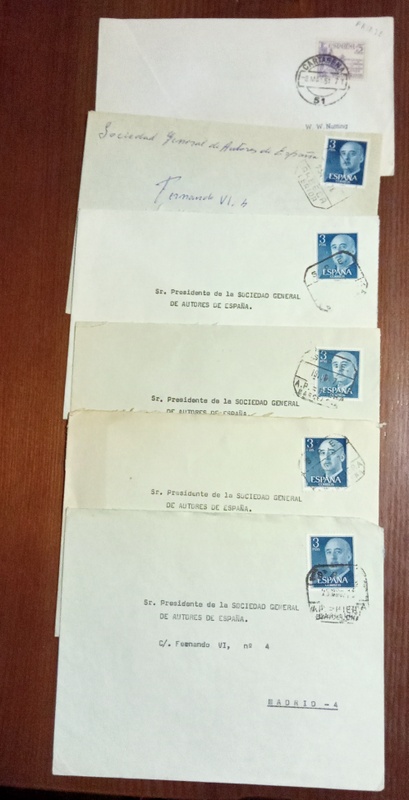 CARTAGENA
51
5
W. W. Nutting
Sociedad General de Autores de España
Fernando VI, 4
3
ESPAÑA
3
ESPAÑA
Sr. Presidente de la SOCIEDAD GENERAL
DE AUTORES DE ESPAÑA.
3
ESPAÑA
A.P.
Sr. Presidente de la SOCIEDAD GENERAL
DE AUTORES DE ESPAÑA.
3
ESPAÑA
Sr. Presidente de la SOCIEDAD GENERAL
DE AUTORES DE ESPAÑA.
3
ESPAÑA
Sr. Presidente de la SOCIEDAD GENERAL
DE AUTORES DE ESPAÑA.
C/. Fernando VI, nº 4
MADRID -4